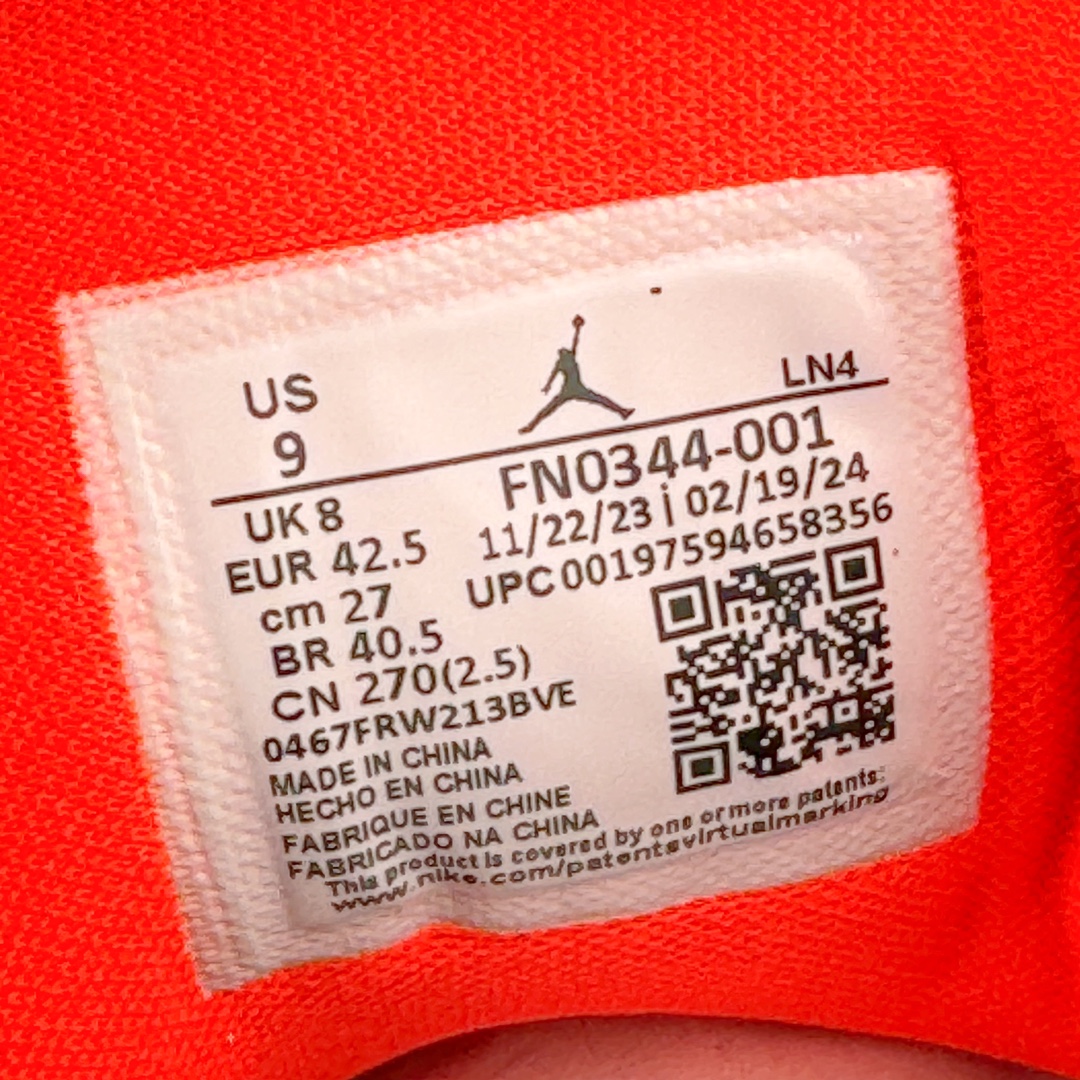 US
9
LN4
UK 8
EUR 42.5
cm 27
BR 40.5
CN 270(2.5)
0467FRW213BVE
MADE IN CHINA
HECHO EN CHINA
FABRIQUE EN CHINE
FABRICADO NA CHINA
FN0344-001
11/22/23 | 02/19/24
UPC 00197594658356
This product is covered by one or more patents:
www.nike.com/patentsvirtualmarking